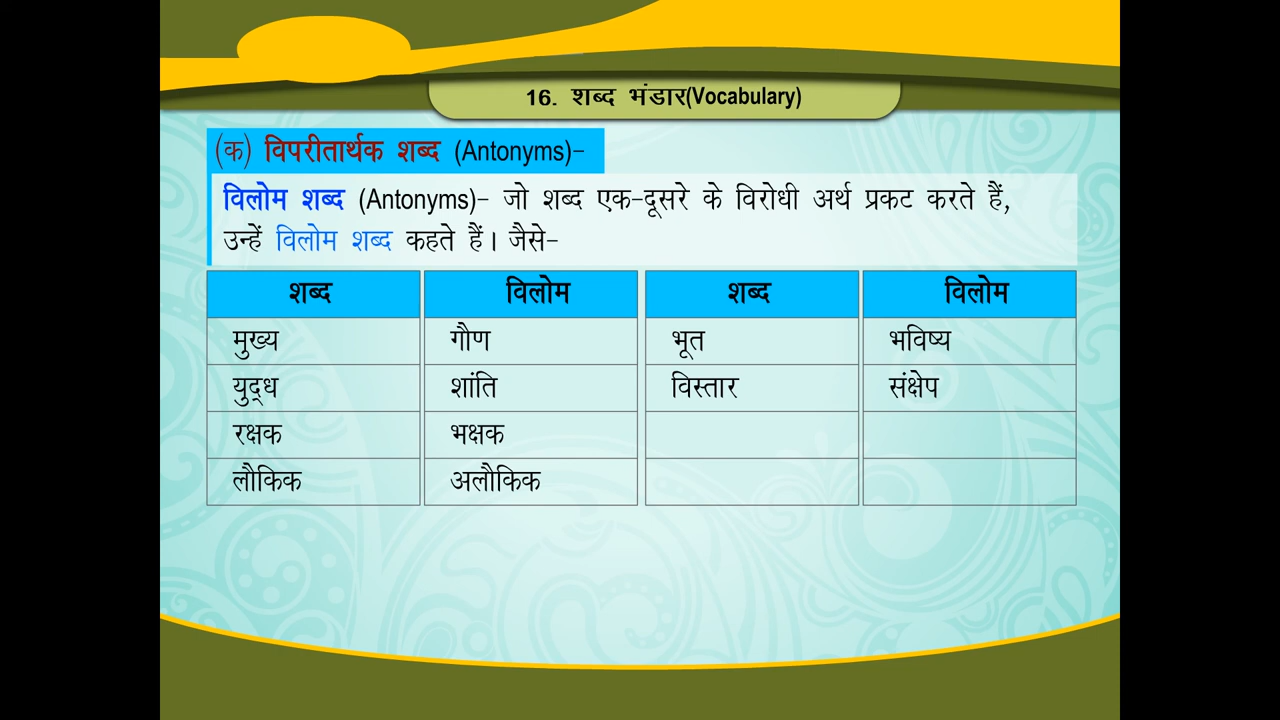 16. शब्द भंडार(Vocabulary)
(क) विपरीतार्थक शब्द (Antonyms)-
विलोम शब्द (Antonyms)- जो शब्द एक-दूसरे के विरोधी अर्थ प्रकट करते हैं,
उन्हें विलोम शब्द कहते हैं। जैसे-
शब्द विलोम शब्द विलोम
मुख्य गौण भूत भविष्य
युद्ध शांति विस्तार संक्षेप
रक्षक भक्षक
लौकिक अलौकिक